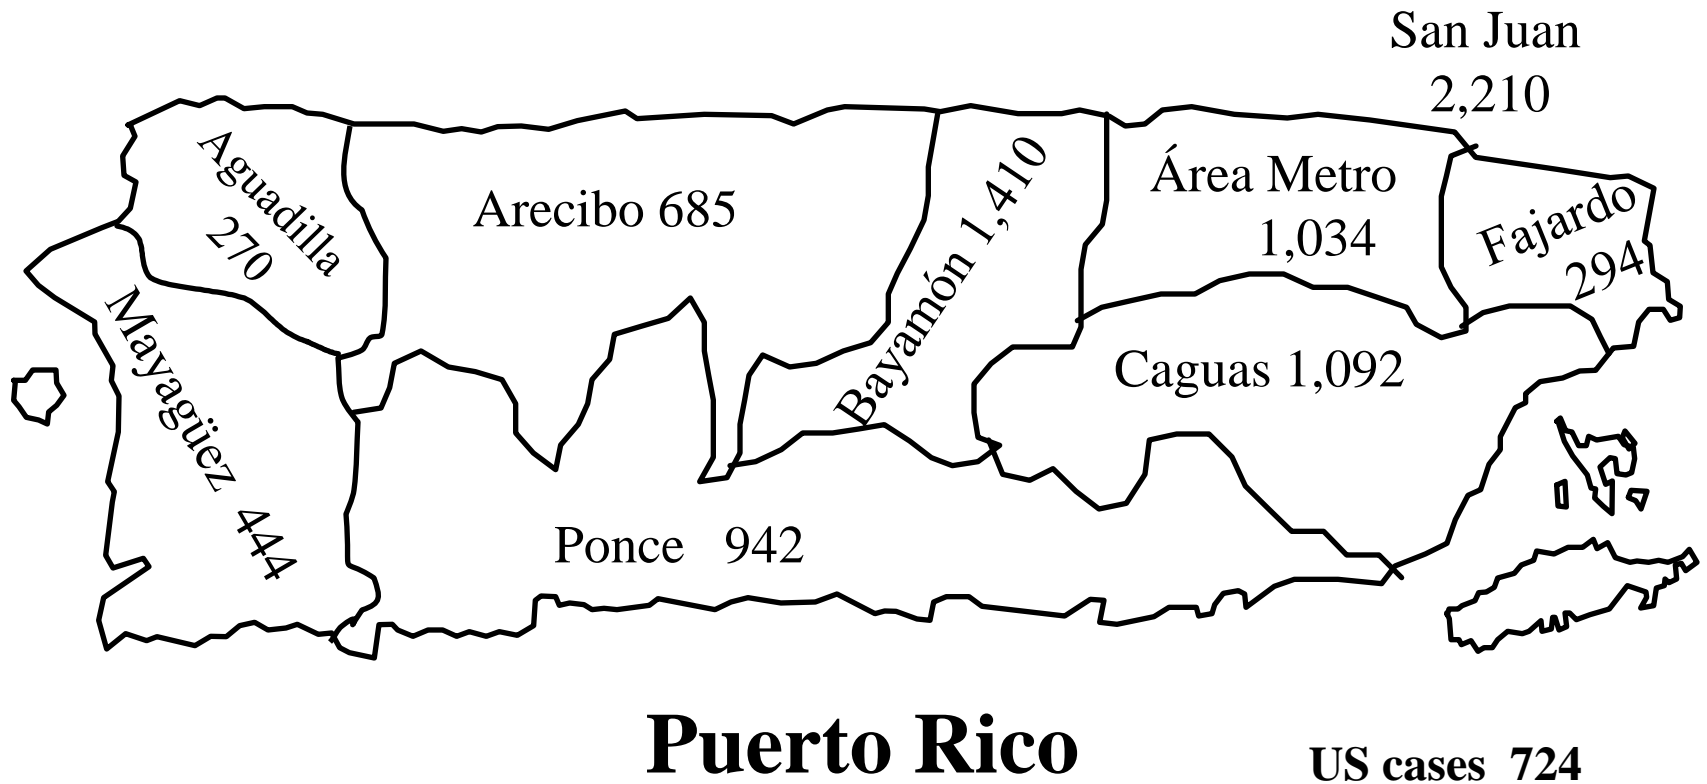 San Juan
2,210
Aguadilla
270
Arecibo 685
Bayamón 1,410
Área Metro
1,034
Fajardo
294
Mayagüez 444
Caguas 1,092
Ponce 942
Puerto Rico
US cases 724